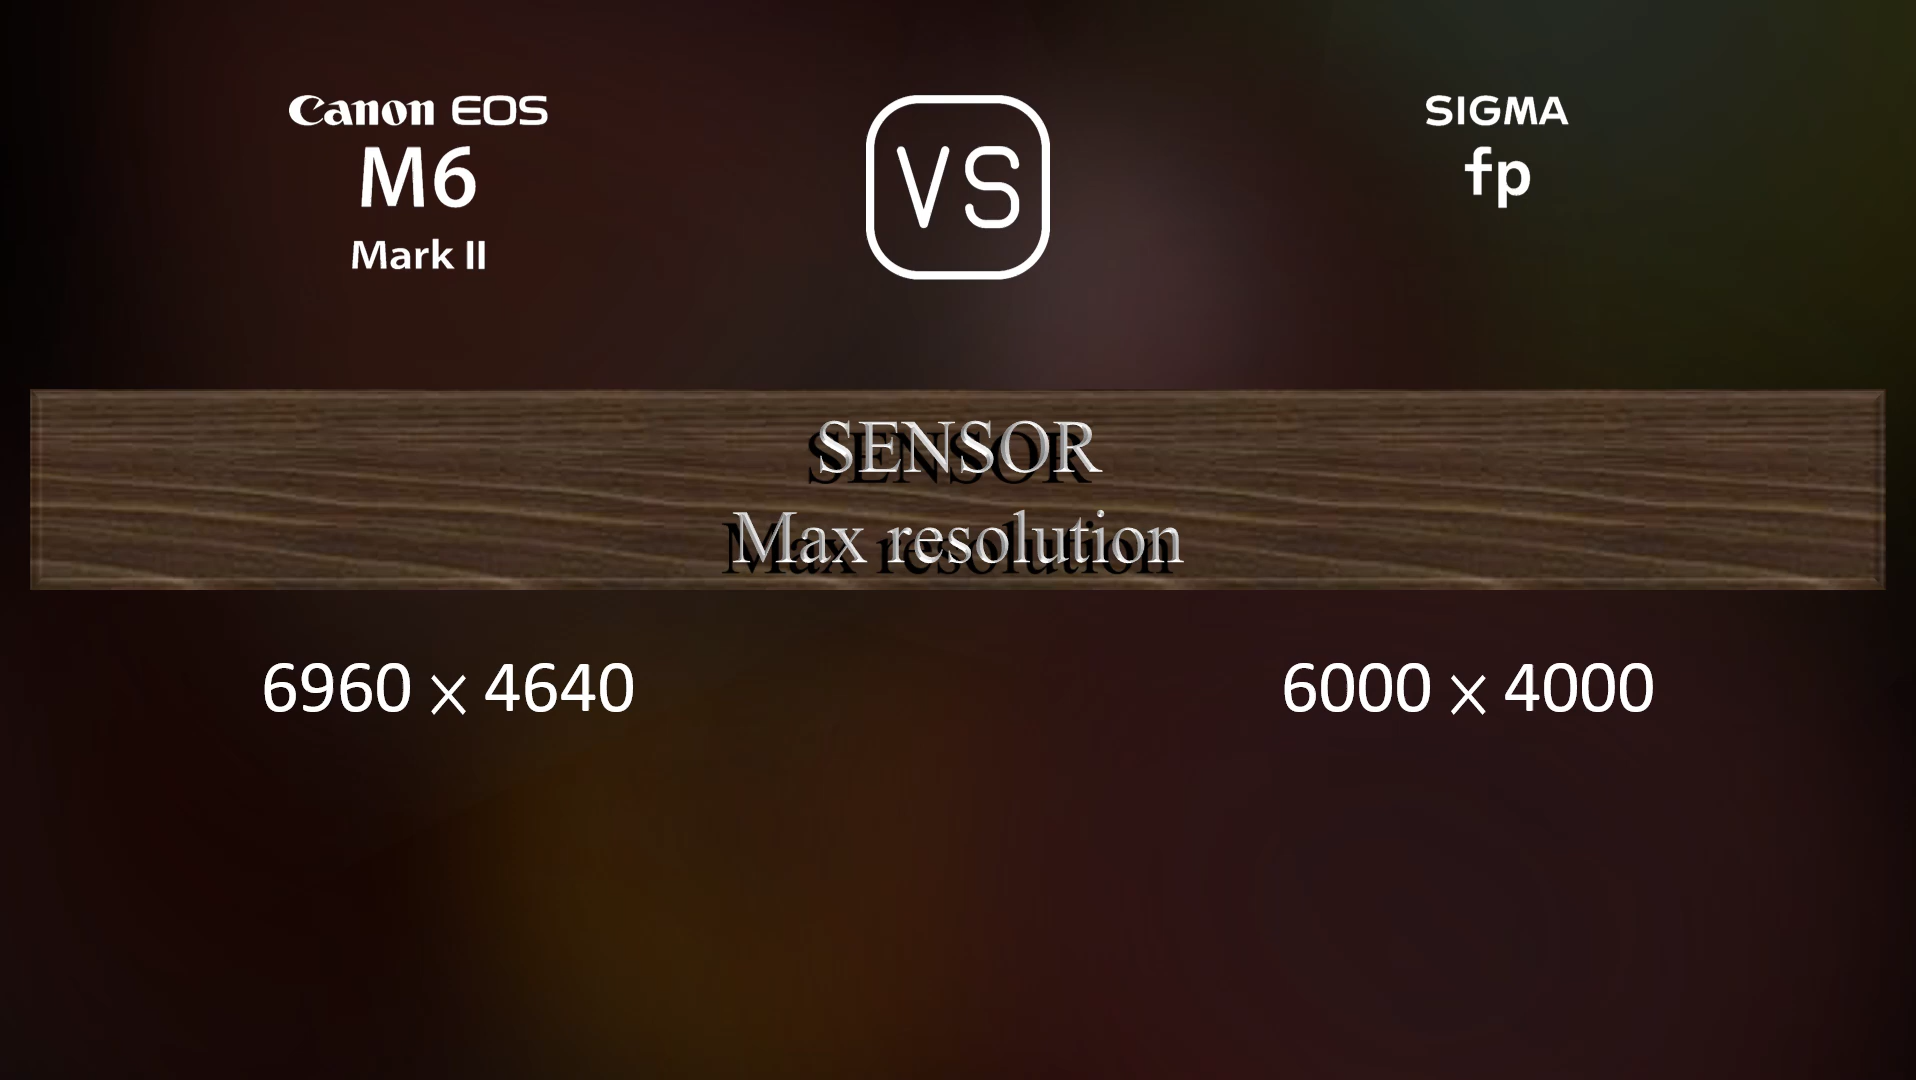 Canon EOS
M6
Mark II
VS
SIGMA
fp
SENSOR
Max resolution
6960 x 4640
6000 x 4000